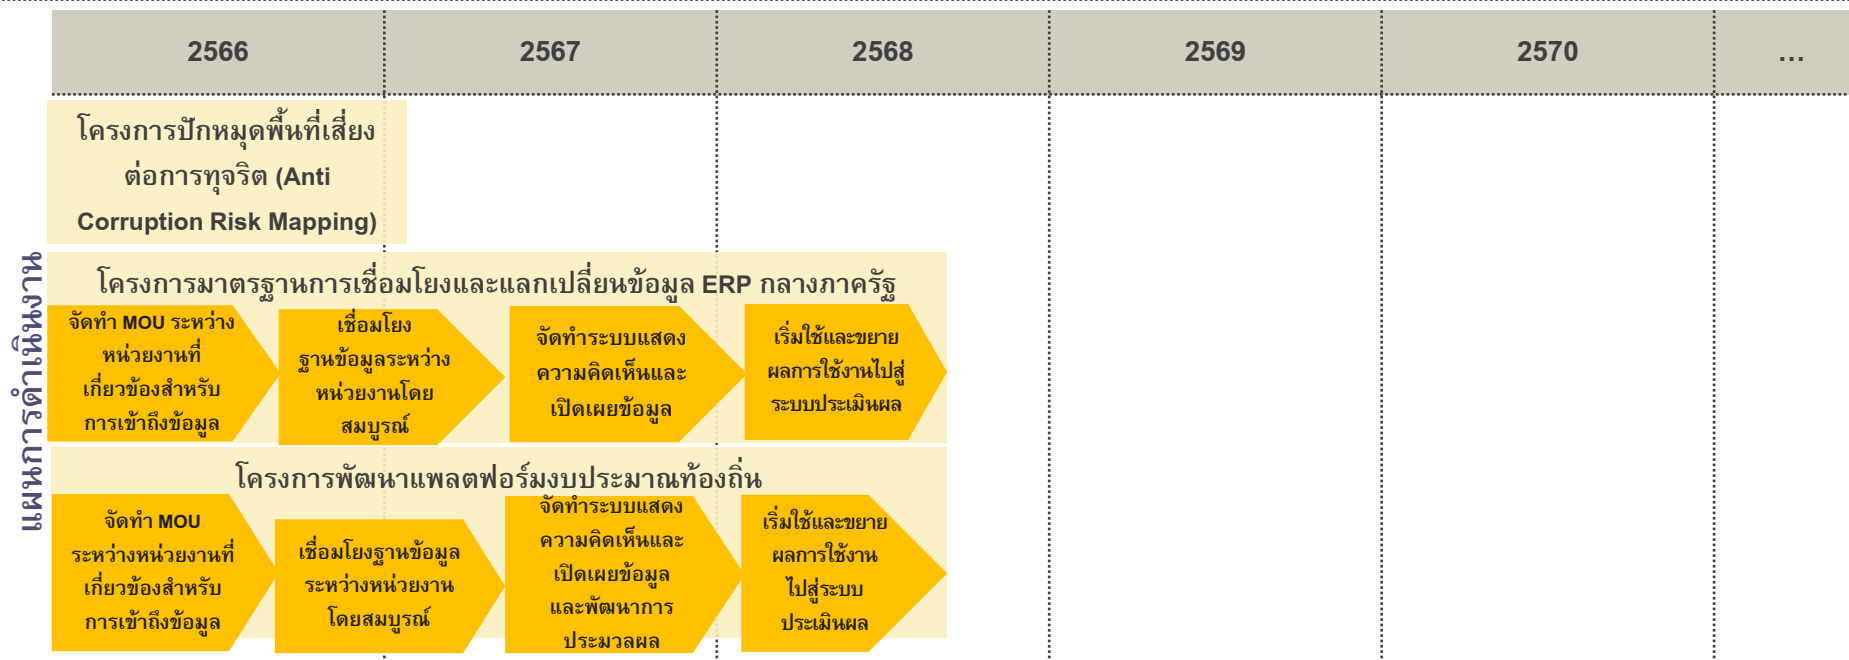 2566
2567
2568
2569
2570
...
แผนการดำเนินงาน
โครงการปักหมุดพื้นที่เสี่ยง
ต่อการทุจริต (Anti
Corruption Risk Mapping)
โครงการมาตรฐานการเชื่อมโยงและแลกเปลี่ยนข้อมูล ERP กลางภาครัฐ
จัดทำ MOU ระหว่าง
หน่วยงานที่
เกี่ยวข้องสำหรับ
การเข้าถึงข้อมูล
เชื่อมโยง
ฐานข้อมูลระหว่าง
หน่วยงานโดย
สมบูรณ์
จัดทำระบบแสดง
ความคิดเห็นและ
เปิดเผยข้อมูล
เริ่มใช้และขยาย
ผลการใช้งานไปสู่
ระบบประเมินผล
โครงการพัฒนาแพลตฟอร์มงบประมาณท้องถิ่น
จัดทำ MOU
ระหว่างหน่วยงานที่
เกี่ยวข้องสำหรับ
การเข้าถึงข้อมูล
เชื่อมโยงฐานข้อมูล
ระหว่างหน่วยงาน
โดยสมบูรณ์
จัดทำระบบแสดง
ความคิดเห็นและ
เปิดเผยข้อมูล
และพัฒนาการ
ประมวลผล
เริ่มใช้และขยาย
ผลการใช้งาน
ไปสู่ระบบ
ประเมินผล